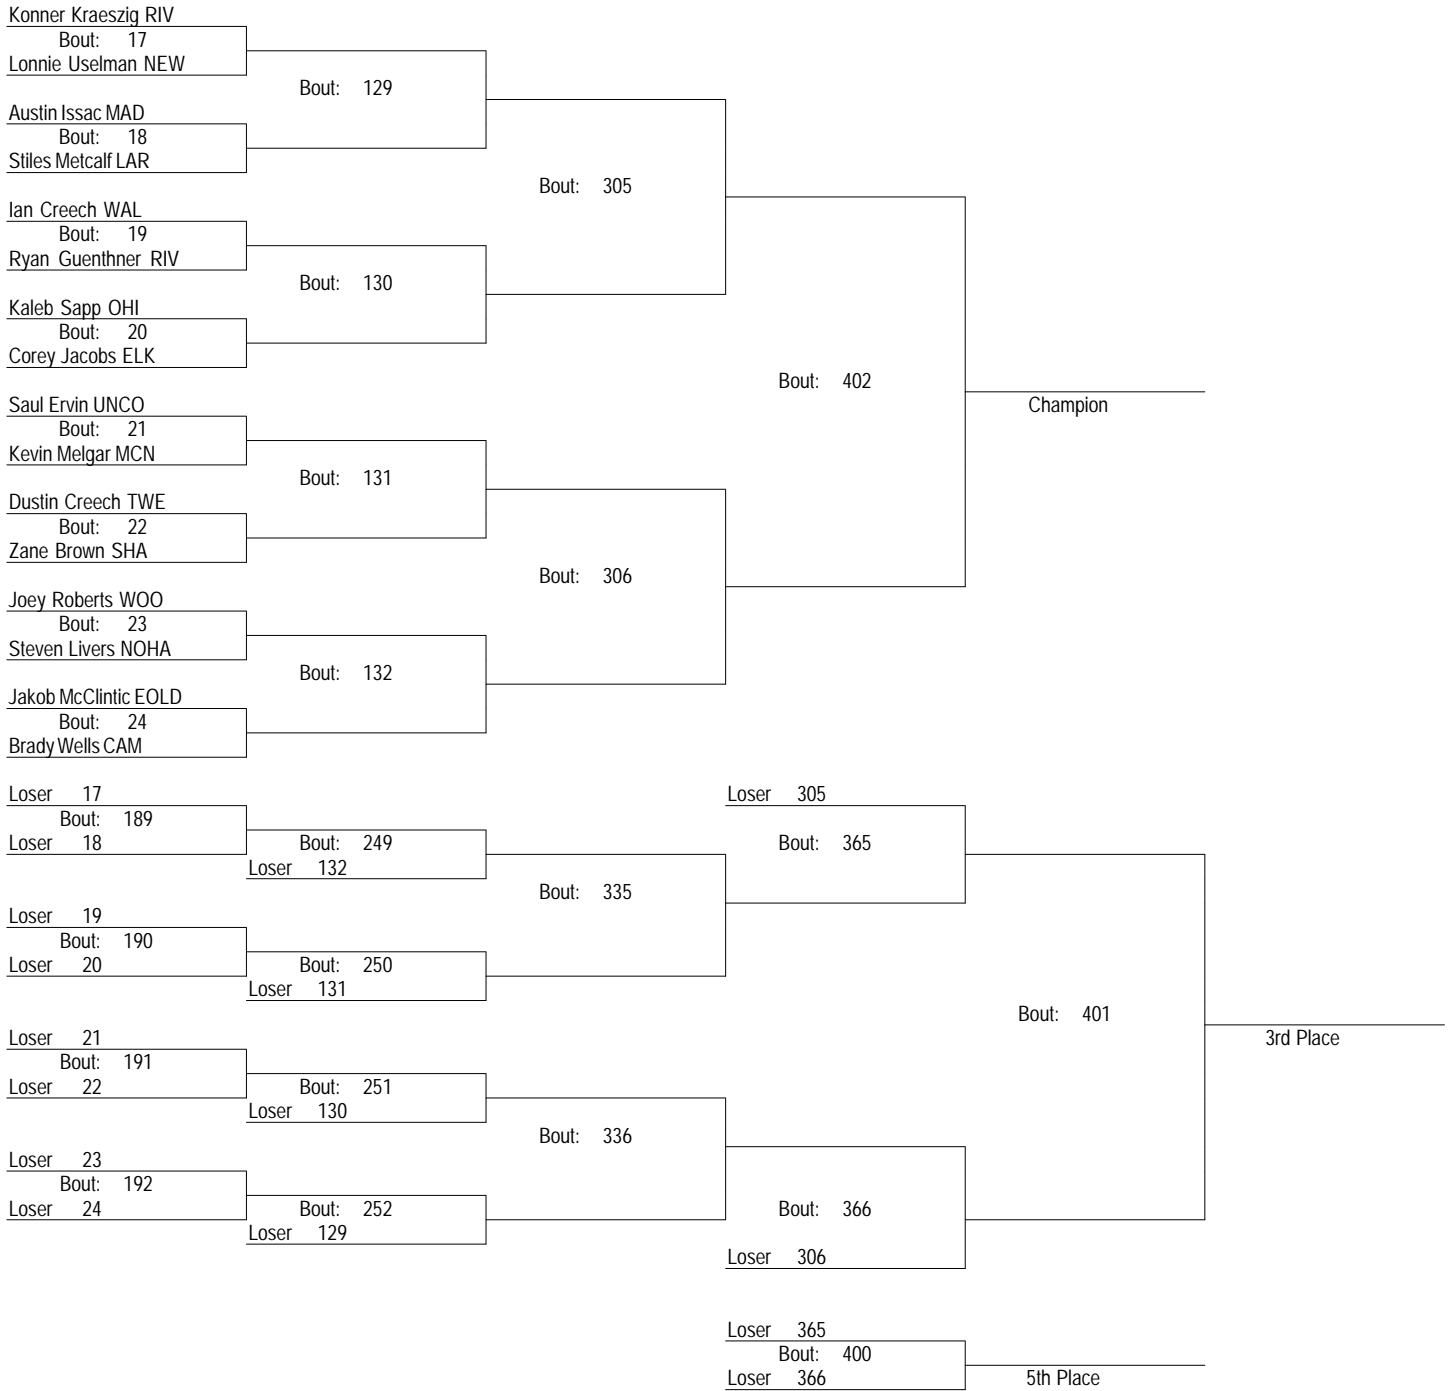 Konner Kraeszig RIV
Bout: 17
Lonnie Uselman NEW
Bout: 129
Austin Issac MAD
Bout: 18
Stiles Metcalf LAR
Bout: 305
Ian Creech WAL
Bout: 19
Ryan Guenthner RIV
Bout: 130
Kaleb Sapp OHI
Bout: 20
Corey Jacobs ELK
Bout: 402
Champion
Saul Ervin UNCO
Bout: 21
Kevin Melgar MCN
Bout: 131
Dustin Creech TWE
Bout: 22
Zane Brown SHA
Bout: 306
Joey Roberts WOO
Bout: 23
Steven Livers NOHA
Bout: 132
Jakob McClintic EOLD
Bout: 24
Brady Wells CAM
Loser 17
Bout: 189
Loser 18
Bout: 249
Loser 132
Loser 305
Bout: 365
Bout: 335
Loser 19
Bout: 190
Loser 20
Bout: 250
Loser 131
Bout: 401
3rd Place
Loser 21
Bout: 191
Loser 22
Bout: 251
Loser 130
Bout: 336
Loser 23
Bout: 192
Loser 24
Bout: 252
Loser 129
Bout: 366
Loser 306
Loser 365
Bout: 400
Loser 366
5th Place